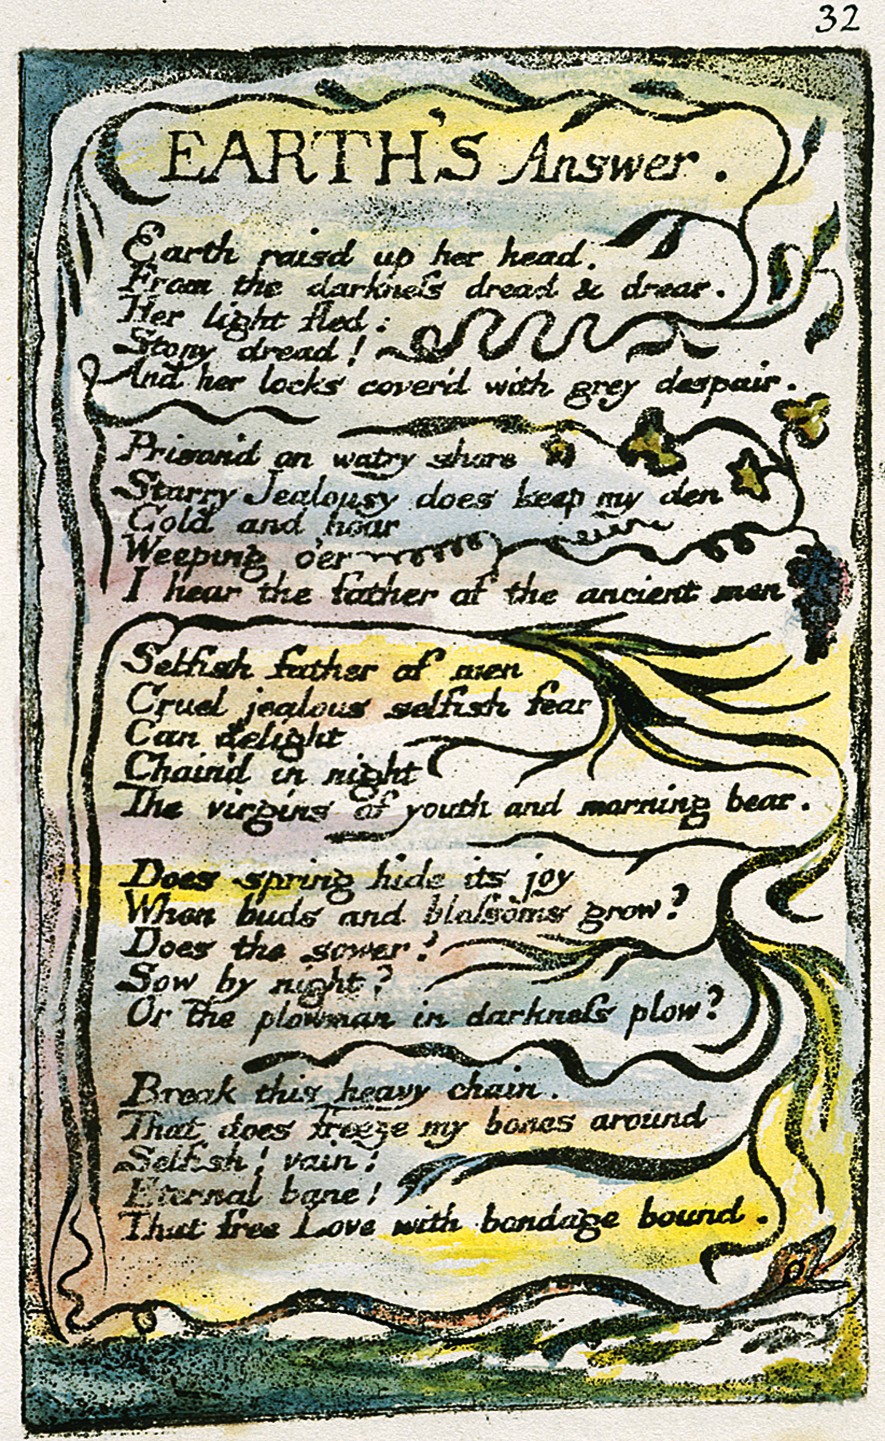 32
EARTH'S Answer.
Earth raisd up her head.
From the darkneſs dread & drear.
Her light fled:
Stony dread!
And her locks cover'd with grey despair.
Prison'd on watry shore
Starry Jealousy does keep my den
Cold and hoar
Weeping o'er
I hear the father of the ancient men
Selfish father of men
Cruel jealous selfish fear
Can delight
Chain'd in night
The virgins of youth and morning bear.
Does spring hide its joy
When buds and bloſsoms grow?
Does the sower?
Sow by night?
Or the plowman in darkneſs plow?
Break this heavy chain.
That does freeze my bones around
Selfish! vain!
Eternal bane!
That free Love with bondage bound.